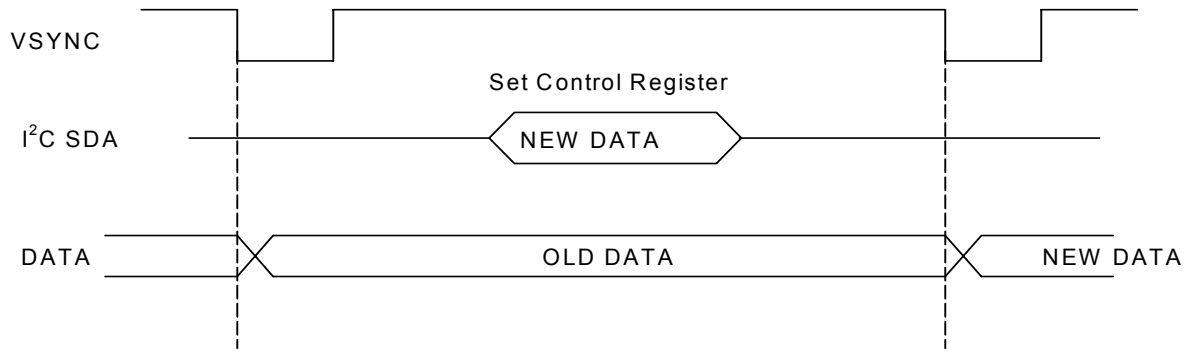 VSYNC
Set Control Register
I²C SDA
NEW DATA
DATA
OLD DATA
NEW DATA